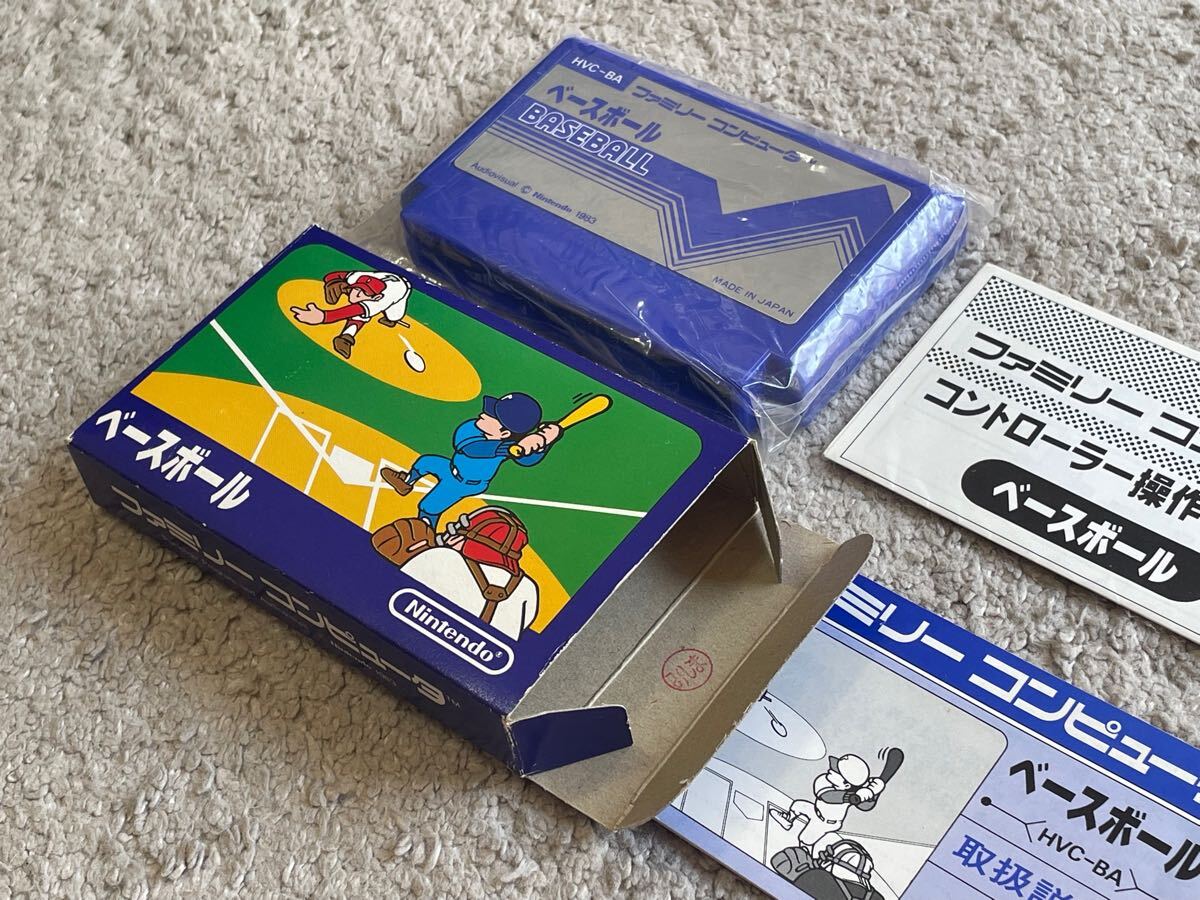 HVC-BA ファミリー コンピュータ™
ベースボール
BASEBALL
Audiovisual © Nintendo 1983
MADE IN JAPAN
ベースボール
Nintendo®
ファミリー コンピュータ™
ファミリー コ
コントローラー操作
ベースボール
ミリー コンピュー
ベースボール
HVC-BA
取扱説